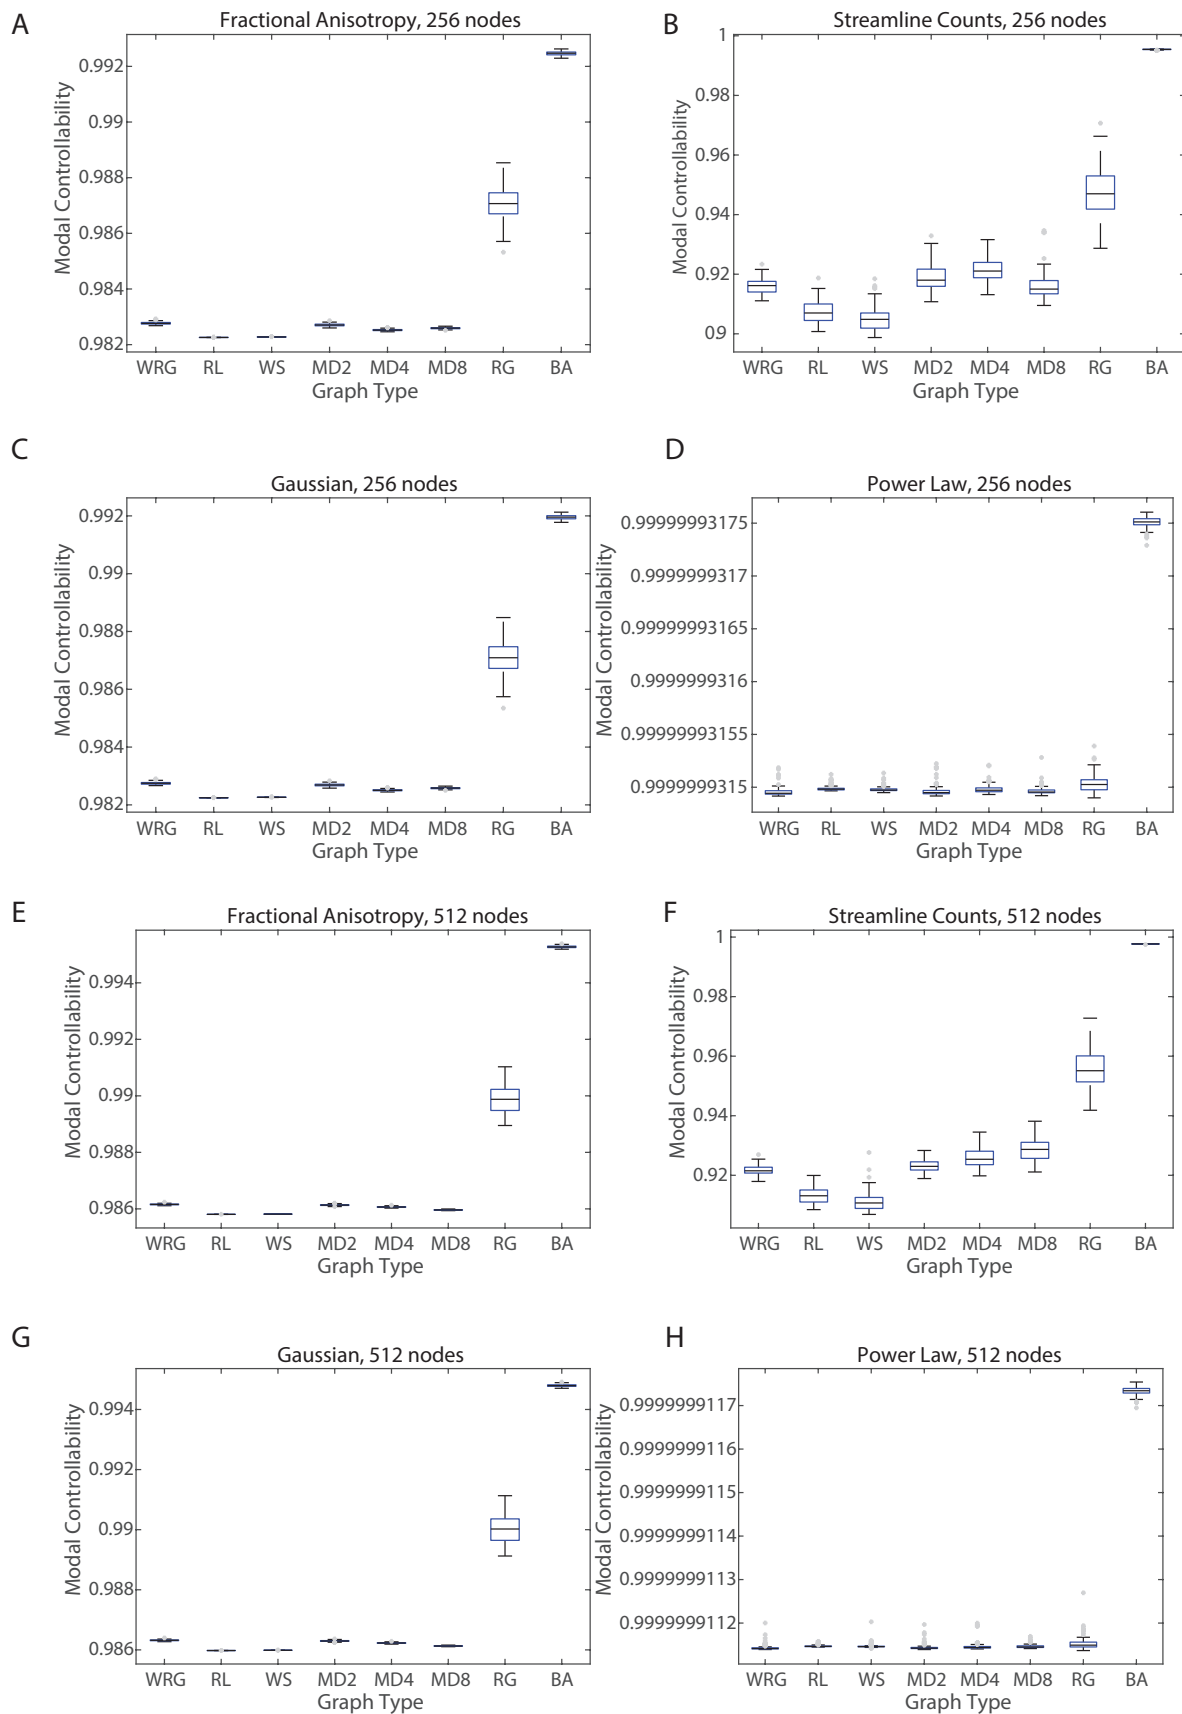 A
Fractional Anisotropy, 256 nodes
Modal Controllability
0.992
0.99
0.988
0.986
0.984
0.982
WRG RL WS MD2 MD4 MD8 RG BA
Graph Type
B
Streamline Counts, 256 nodes
Modal Controllability
1
0.98
0.96
0.94
0.92
0.9
WRG RL WS MD2 MD4 MD8 RG BA
Graph Type
C
Gaussian, 256 nodes
Modal Controllability
0.992
0.99
0.988
0.986
0.984
0.982
WRG RL WS MD2 MD4 MD8 RG BA
Graph Type
D
Power Law, 256 nodes
Modal Controllability
0.99999993175
0.9999999317
0.99999993165
0.9999999316
0.99999993155
0.999999315
WRG RL WS MD2 MD4 MD8 RG BA
Graph Type
E
Fractional Anisotropy, 512 nodes
Modal Controllability
0.994
0.992
0.99
0.988
0.986
WRG RL WS MD2 MD4 MD8 RG BA
Graph Type
F
Streamline Counts, 512 nodes
Modal Controllability
1
0.98
0.96
0.94
0.92
WRG RL WS MD2 MD4 MD8 RG BA
Graph Type
G
Gaussian, 512 nodes
Modal Controllability
0.994
0.992
0.99
0.988
0.986
WRG RL WS MD2 MD4 MD8 RG BA
Graph Type
H
Power Law, 512 nodes
Modal Controllability
0.9999999117
0.9999999116
0.9999999115
0.9999999114
0.9999999113
0.999999112
WRG RL WS MD2 MD4 MD8 RG BA
Graph Type